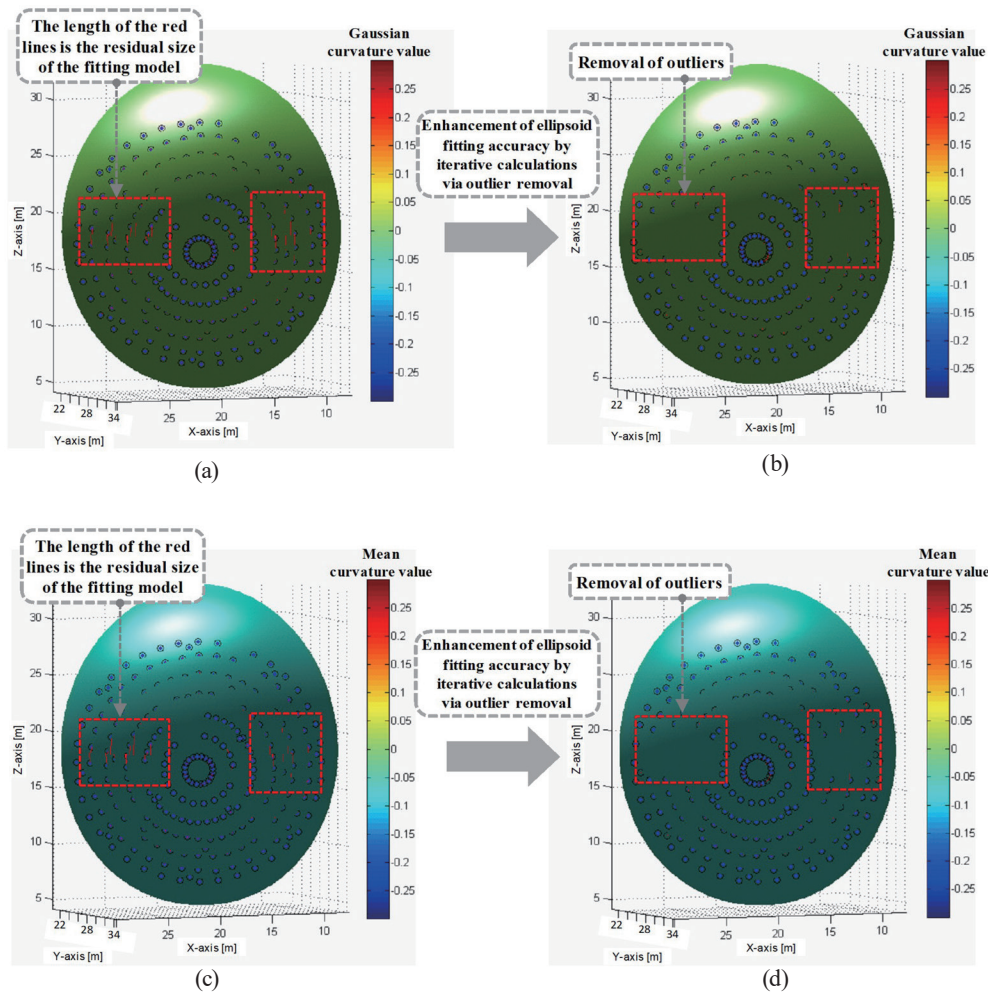 The length of the red
lines is the residual size
of the fitting model
Gaussian
curvature value
30
25
20
15
10
5
Z-axis [m]
22
28
34
Y-axis [m]
25
20
15
10
X-axis [m]
0.25
0.2
0.15
0.1
0.05
0
-0.05
-0.1
-0.15
-0.2
-0.25
(a)
Enhancement of ellipsoid
fitting accuracy by
iterative calculations
via outlier removal
Removal of outliers
Gaussian
curvature value
30
25
20
15
10
5
Z-axis [m]
22
28
34
Y-axis [m]
25
20
15
10
X-axis [m]
0.25
0.2
0.15
0.1
0.05
0
-0.05
-0.1
-0.15
-0.2
-0.25
(b)
The length of the red
lines is the residual size
of the fitting model
Mean
curvature value
30
25
20
15
10
5
Z-axis [m]
22
28
34
Y-axis [m]
25
20
15
10
X-axis [m]
0.25
0.2
0.15
0.1
0.05
0
-0.05
-0.1
-0.15
-0.2
-0.25
(c)
Enhancement of ellipsoid
fitting accuracy by
iterative calculations
via outlier removal
Removal of outliers
Mean
curvature value
30
25
20
15
10
5
Z-axis [m]
22
28
34
Y-axis [m]
25
20
15
10
X-axis [m]
0.25
0.2
0.15
0.1
0.05
0
-0.05
-0.1
-0.15
-0.2
-0.25
(d)